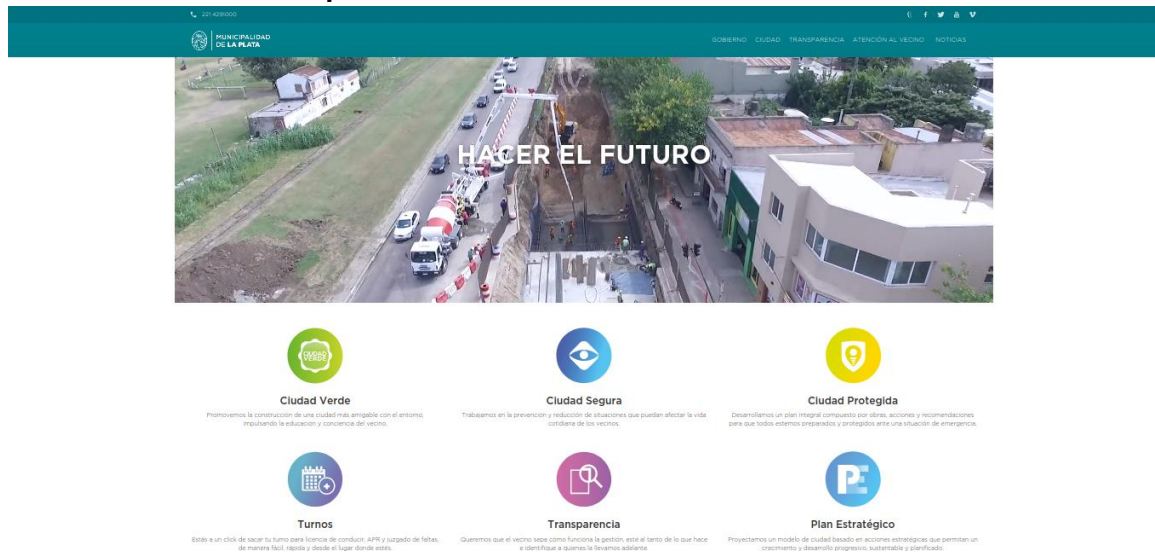 221 4291000
MUNICIPALIDAD
DE LA PLATA
GOBIERNO CIUDAD TRANSPARENCIA ATENCIÓN AL VECINO NOTICIAS
HACER EL FUTURO
CIUDAD
VERDE
Ciudad Verde
Promovemos la construcción de una ciudad más amigable con el entorno,
impulsando la educación y conciencia del vecino.
Ciudad Segura
Trabajamos en la prevención y reducción de situaciones que puedan afectar la vida
cotidiana de los vecinos.
Ciudad Protegida
Desarrollamos un plan integral compuesto por obras, acciones y recomendaciones
para que todos estemos preparados y protegidos ante una situación de emergencia.
Turnos
Estás a un click de sacar tu turno para licencia de conducir, APR y juzgado de faltas,
de manera fácil, rápida y desde el lugar donde estés.
Transparencia
Queremos que el vecino sepa cómo funciona la gestión, esté al tanto de lo que hace
e identifique a quienes la llevamos adelante.
PE
Plan Estratégico
Proyectamos un modelo de ciudad basado en acciones estratégicas que permitan un
crecimiento y desarrollo progresivo, sustentable y planificado.